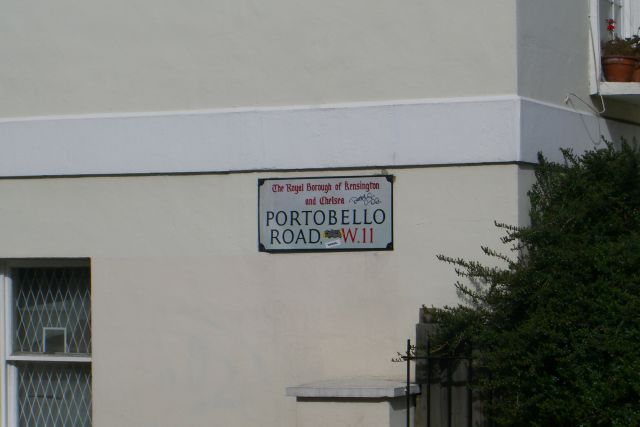 The Royal Borough of Kensington
and Chelsea
PORTOBELLO
ROAD, W.11